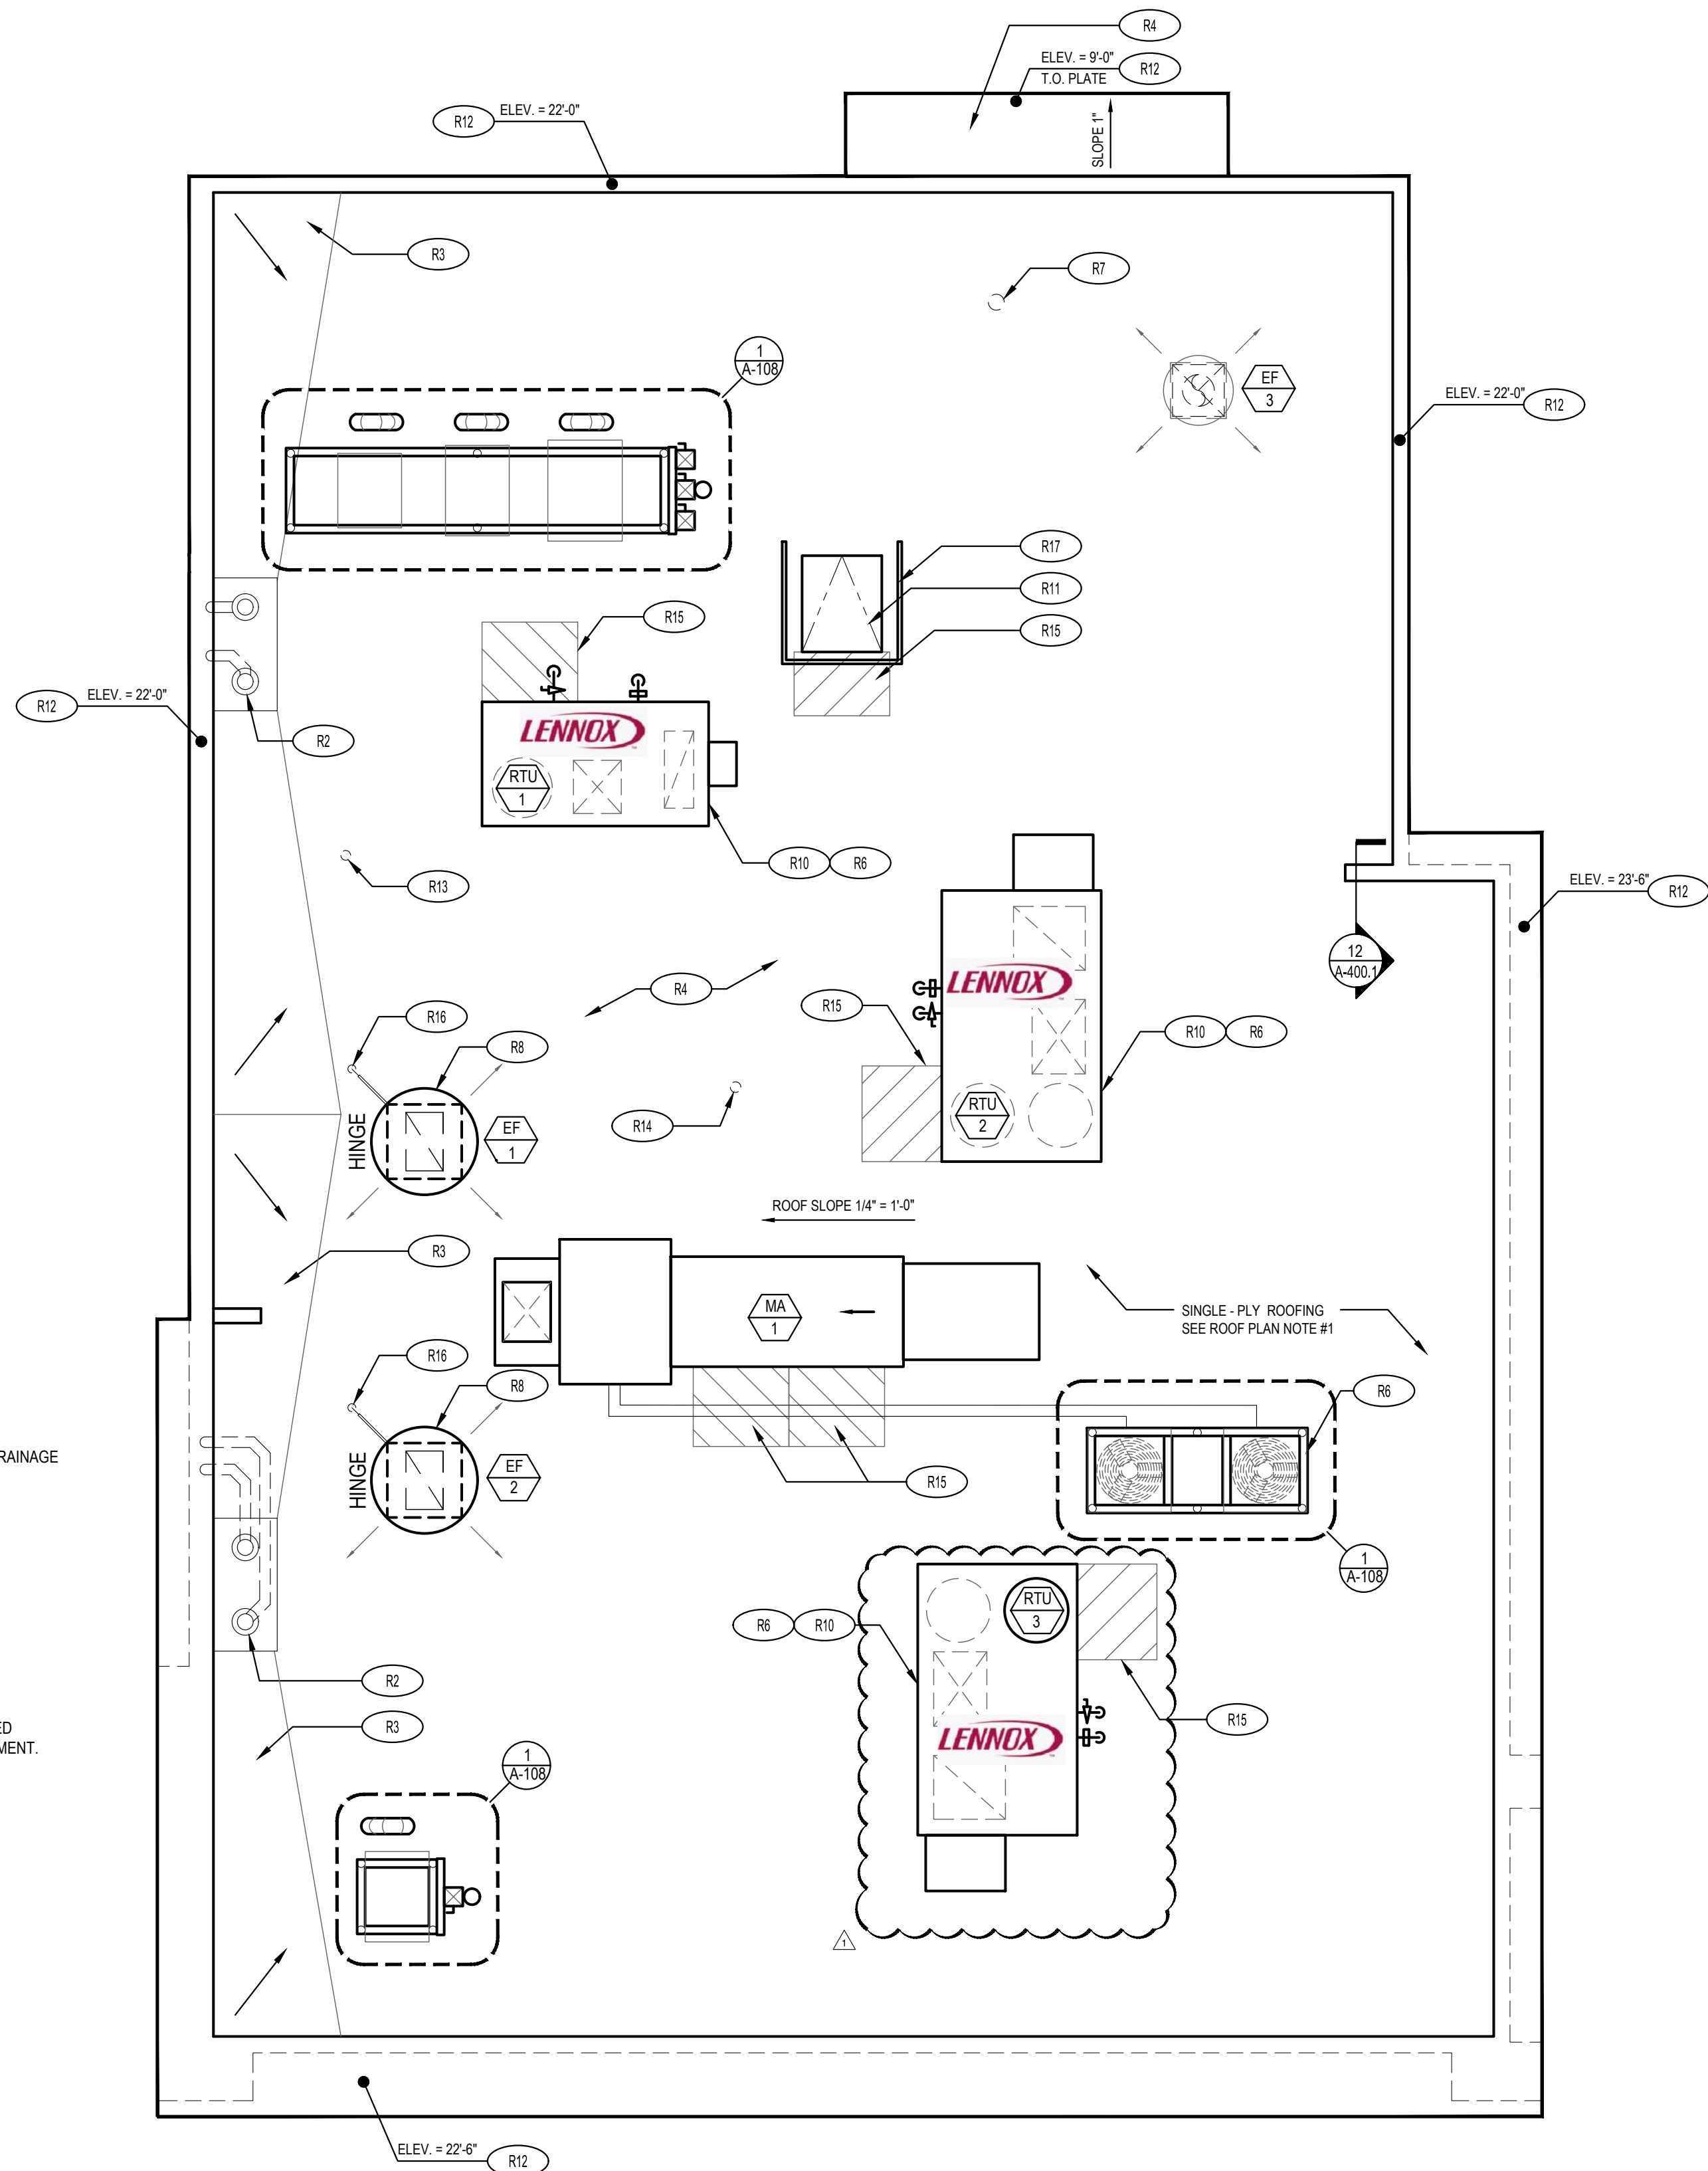 R4
ELEV. = 9'-0"
T.O. PLATE
R12
SLOPE 1"
R12
ELEV. = 22'-0"
R3
R7
1
A-108
EF
3
ELEV. = 22'-0"
R12
R17
R11
R15
R15
R12
ELEV. = 22'-0"
R2
LENNOX
RTU
1
R10
R6
R13
ELEV. = 23'-6"
R12
12
A-400.1
R4
LENNOX
R15
R10
R6
R16
R8
HINGE
EF
1
R14
RTU
2
ROOF SLOPE 1/4" = 1'-0"
R3
MA
1
SINGLE - PLY ROOFING
SEE ROOF PLAN NOTE #1
R16
R8
HINGE
EF
2
R15
R6
RAINAGE
1
A-108
RTU
3
R6
R10
R2
R3
R15
LENNOX
ED
MENT.
1
A-108
1
ELEV. = 22'-6"
R12